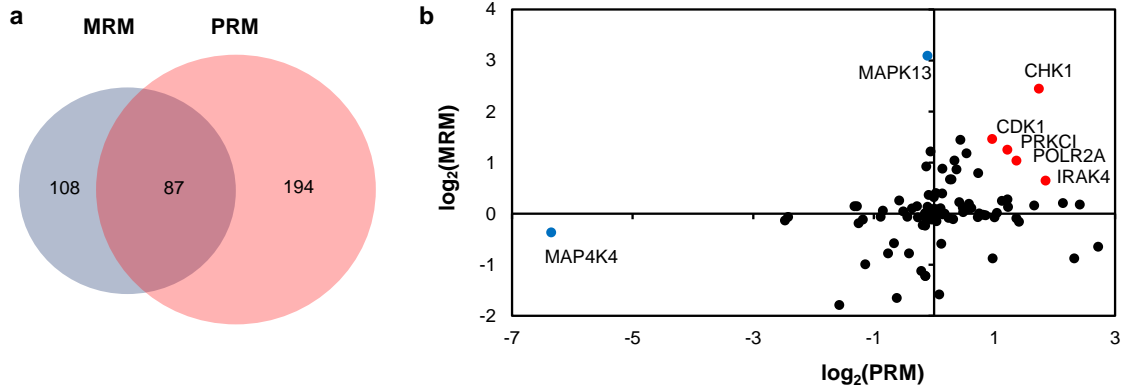 a
MRM PRM
108 87 194
b
4
3
2
1
0
-1
-2
-7 -5 -3 -1 1 3
log2(MRM)
log2(PRM)
MAPK13
CHK1
CDK1
PRKCI
POLR2A
IRAK4
MAP4K4